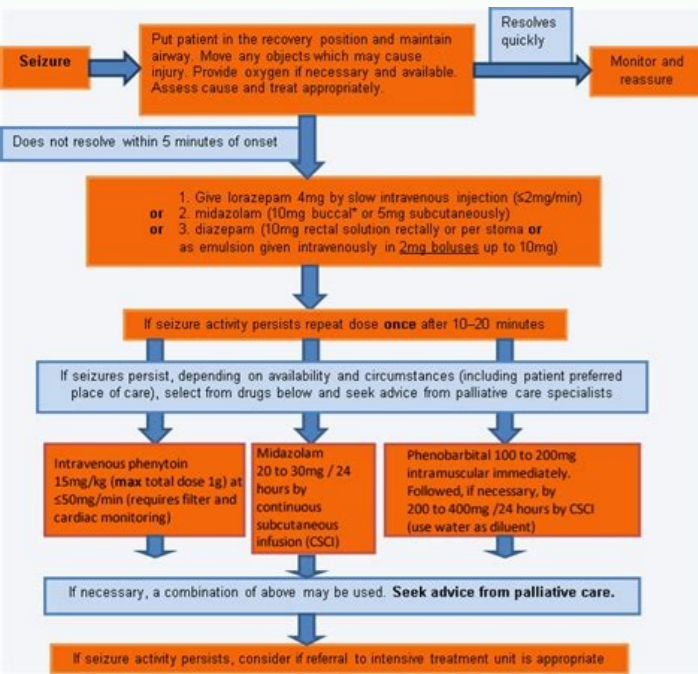 Seizure
Put patient in the recovery position and maintain
airway. Move any objects which may cause
injury. Provide oxygen if necessary and available.
Assess cause and treat appropriately.
Resolves
quickly
Monitor and
reassure
Does not resolve within 5 minutes of onset
1. Give lorazepam 4mg by slow intravenous injection (≤2mg/min)
or 2. midazolam (10mg buccal* or 5mg subcutaneously)
or 3. diazepam (10mg rectal solution rectally or per stoma or
as emulsion given intravenously in 2mg boluses up to 10mg)
If seizure activity persists repeat dose once after 10–20 minutes
If seizures persist, depending on availability and circumstances (including patient preferred
place of care), select from drugs below and seek advice from palliative care specialists
Intravenous phenytoin
15mg/kg (max total dose 1g) at
≤50mg/min (requires filter and
cardiac monitoring)
Midazolam
20 to 30mg / 24
hours by
continuous
subcutaneous
infusion (CSCI)
Phenobarbital 100 to 200mg
intramuscular immediately.
Followed, if necessary, by
200 to 400mg /24 hours by CSCI
(use water as diluent)
If necessary, a combination of above may be used. Seek advice from palliative care.
If seizure activity persists, consider if referral to intensive treatment unit is appropriate